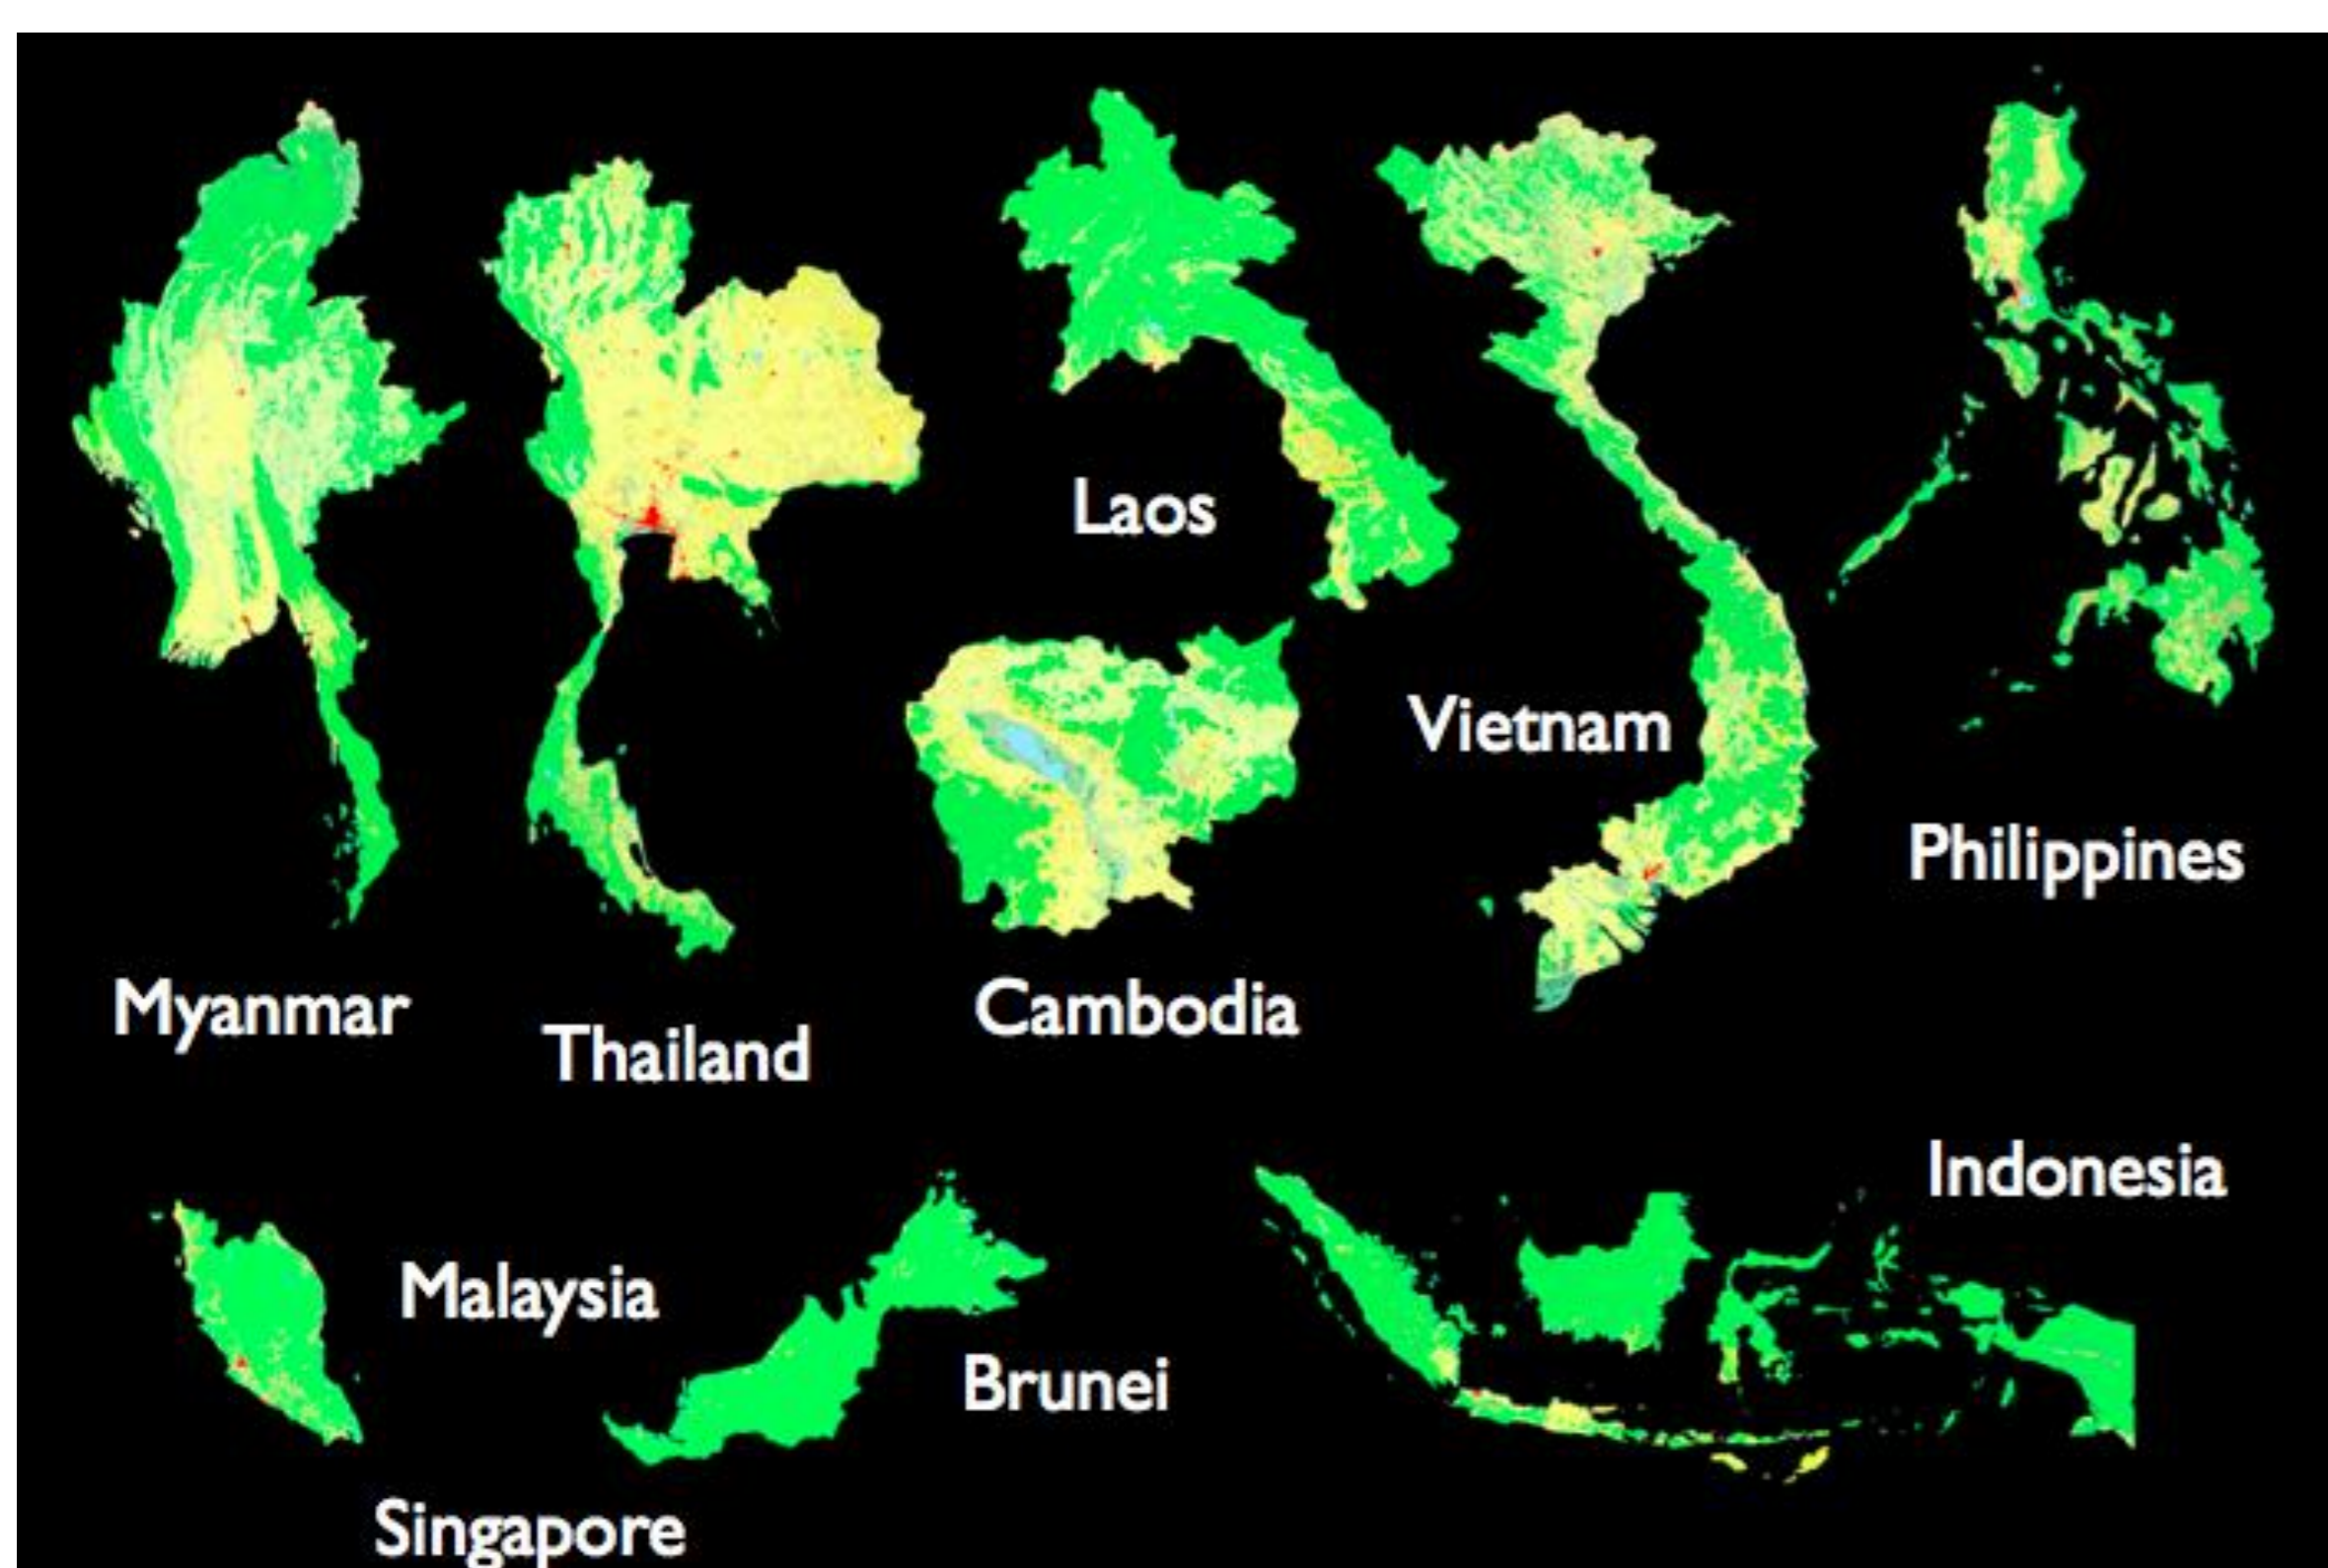 Laos
Vietnam
Philippines
Myanmar
Thailand
Cambodia
Indonesia
Malaysia
Brunei
Singapore